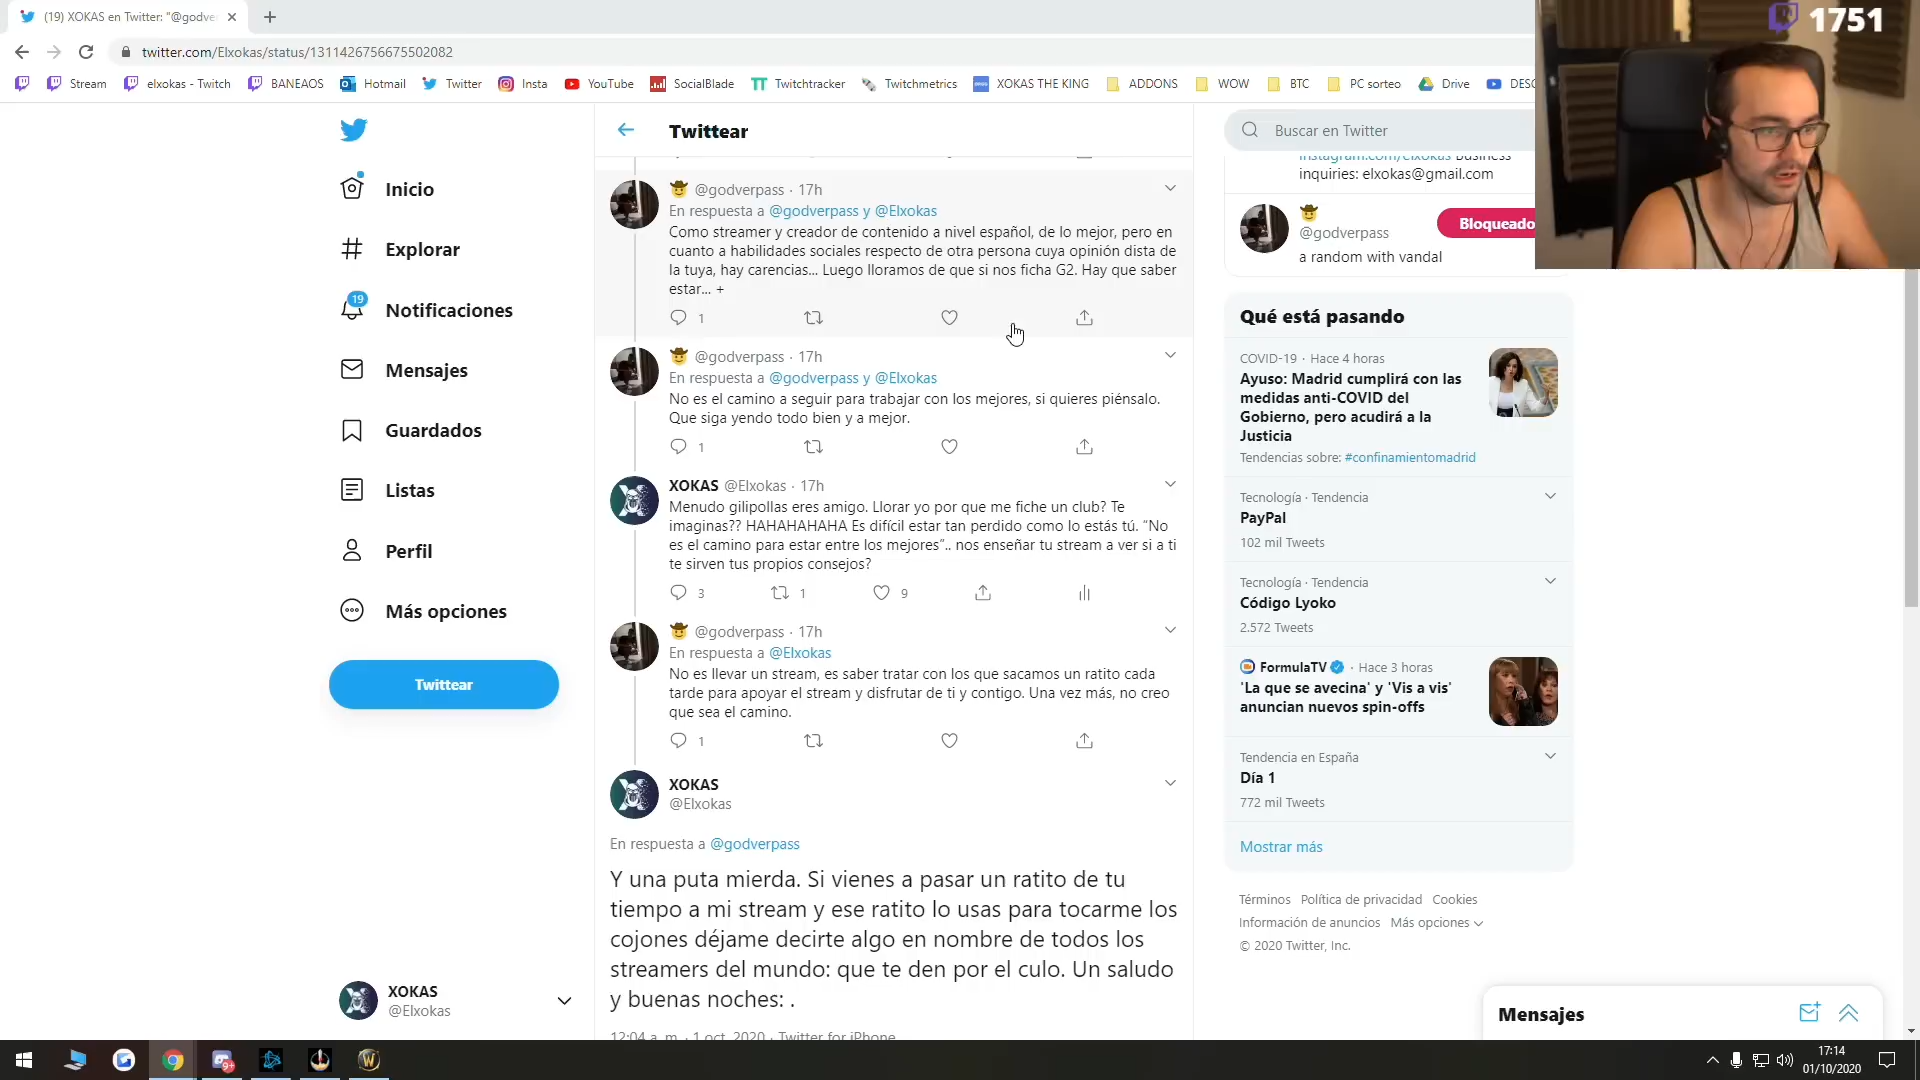 (19) XOKAS en Twitter: "@godve
1751
twitter.com/Elxokas/status/1311426756675502082
Stream
elxokas - Twitch
BANEAOS
Hotmail
Twitter
Insta
YouTube
SocialBlade
Twitchtracker
Twitchmetrics
XOKAS THE KING
ADDONS
WOW
BTC
PC sorteo
Drive
DESC
Inicio
Explorar
19
Notificaciones
Mensajes
Guardados
Listas
Perfil
Más opciones
Twittear
XOKAS
@Elxokas
Twittear
@godverpass · 17h
En respuesta a @godverpass y @Elxokas
Como streamer y creador de contenido a nivel español, de lo mejor, pero en
cuanto a habilidades sociales respecto de otra persona cuya opinión dista de
la tuya, hay carencias... Luego lloramos de que si nos ficha G2. Hay que saber
estar... +
1
@godverpass · 17h
En respuesta a @godverpass y @Elxokas
No es el camino a seguir para trabajar con los mejores, si quieres piénsalo.
Que siga yendo todo bien y a mejor.
1
XOKAS @Elxokas · 17h
Menudo gilipollas eres amigo. Llorar yo por que me fiche un club? Te
imaginas?? HAHAHAHAHA Es difícil estar tan perdido como lo estás tú. “No
es el camino para estar entre los mejores”.. nos enseñar tu stream a ver si a ti
te sirven tus propios consejos?
3 1 9
@godverpass · 17h
En respuesta a @Elxokas
No es llevar un stream, es saber tratar con los que sacamos un ratito cada
tarde para apoyar el stream y disfrutar de ti y contigo. Una vez más, no creo
que sea el camino.
1
XOKAS
@Elxokas
En respuesta a @godverpass
Y una puta mierda. Si vienes a pasar un ratito de tu
tiempo a mi stream y ese ratito lo usas para tocarme los
cojones déjame decirte algo en nombre de todos los
streamers del mundo: que te den por el culo. Un saludo
y buenas noches: .
12:04 a. m. · 1 oct. 2020 · Twitter for iPhone
Buscar en Twitter
instagram.com/elxokas Business
inquiries: elxokas@gmail.com
@godverpass
Bloqueado
a random with vandal
Qué está pasando
COVID-19 · Hace 4 horas
Ayuso: Madrid cumplirá con las
medidas anti-COVID del
Gobierno, pero acudirá a la
Justicia
Tendencias sobre: #confinamientomadrid
Tecnología · Tendencia
PayPal
102 mil Tweets
Tecnología · Tendencia
Código Lyoko
2.572 Tweets
FormulaTV · Hace 3 horas
'La que se avecina' y 'Vis a vis'
anuncian nuevos spin-offs
Tendencia en España
Día 1
772 mil Tweets
Mostrar más
Términos Política de privacidad Cookies
Información de anuncios Más opciones
© 2020 Twitter, Inc.
Mensajes
9+
17:14
01/10/2020